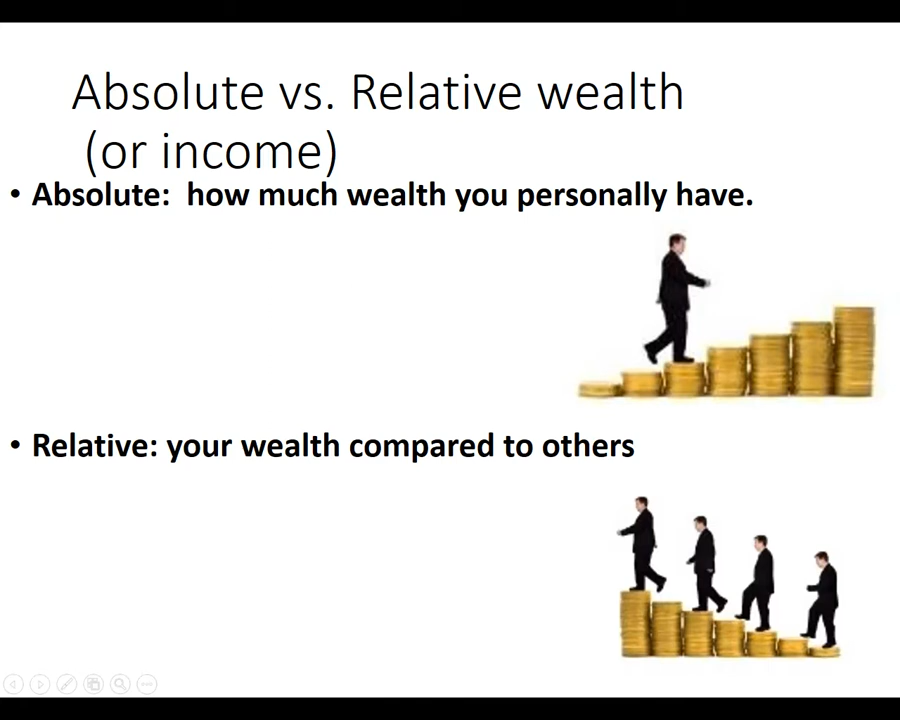 Absolute vs. Relative wealth
(or income)
• Absolute:  how much wealth you personally have.
• Relative: your wealth compared to others